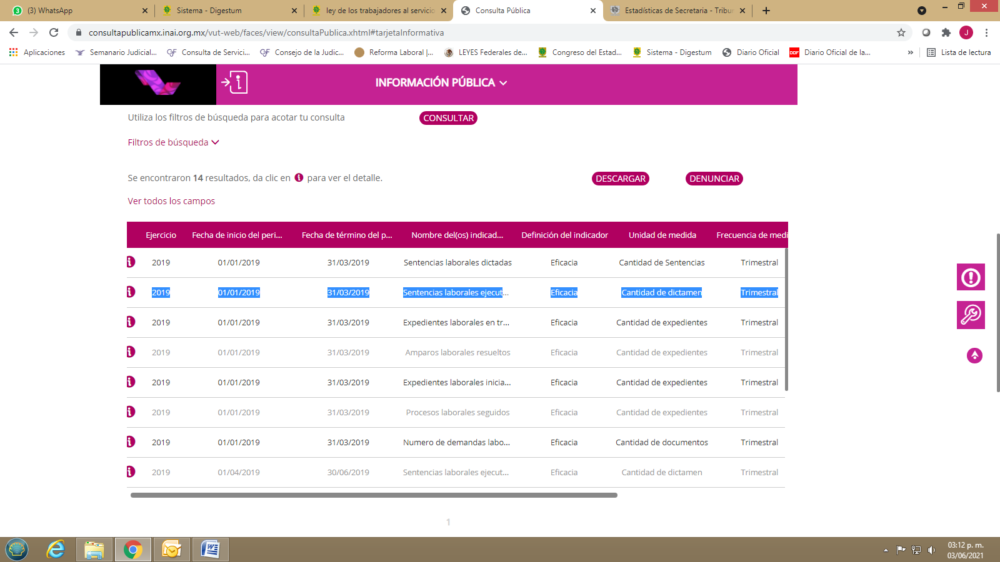 (3) WhatsApp
Sistema - Digestum
ley de los trabajadores al servicio
Consulta Pública
Estadísticas de Secretaria - Tribu
consultapublicamx.inai.org.mx/vut-web/faces/view/consultaPublica.xhtml#tarjetaInformativa
J
Aplicaciones
Semanario Judicial...
Consulta de Servici...
Consejo de la Judic...
Reforma Laboral |...
LEYES Federales de...
Congreso del Estad...
Sistema - Digestum
Diario Oficial
DOF
Diario Oficial de la...
»
Lista de lectura
INFORMACIÓN PÚBLICA
Utiliza los filtros de búsqueda para acotar tu consulta
CONSULTAR
Filtros de búsqueda
Se encontraron 14 resultados, da clic en i para ver el detalle.
DESCARGAR
DENUNCIAR
Ver todos los campos
Ejercicio Fecha de inicio del peri... Fecha de término del p... Nombre del(os) indicad... Definición del indicador Unidad de medida Frecuencia de medi
2019 01/01/2019 31/03/2019 Sentencias laborales dictadas Eficacia Cantidad de Sentencias Trimestral
2019 01/01/2019 31/03/2019 Sentencias laborales ejecut... Eficacia Cantidad de dictamen Trimestral
2019 01/01/2019 31/03/2019 Expedientes laborales en tr... Eficacia Cantidad de expedientes Trimestral
2019 01/01/2019 31/03/2019 Amparos laborales resueltos Eficacia Cantidad de expedientes Trimestral
2019 01/01/2019 31/03/2019 Expedientes laborales inicia... Eficacia Cantidad de expedientes Trimestral
2019 01/01/2019 31/03/2019 Procesos laborales seguidos Eficacia Cantidad de expedientes Trimestral
2019 01/01/2019 31/03/2019 Numero de demandas labo... Eficacia Cantidad de documentos Trimestral
2019 01/04/2019 30/06/2019 Sentencias laborales ejecut... Eficacia Cantidad de dictamen Trimestral
1
03:12 p. m.
03/06/2021